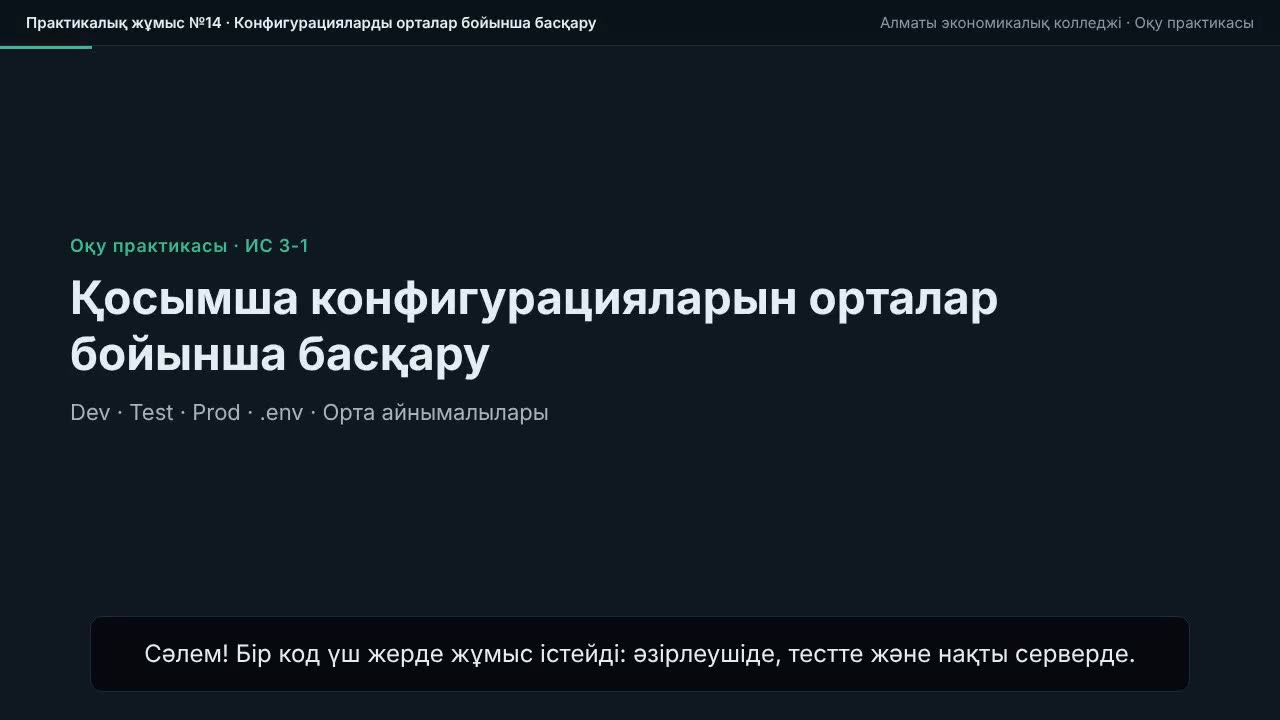 Практикалық жұмыс №14 · Конфигурацияларды орталар бойынша басқару
Алматы экономикалық колледжі · Оқу практикасы
Оқу практикасы · ИС 3-1
Қосымша конфигурацияларын орталар
бойынша басқару
Dev · Test · Prod · .env · Орта айнымалылары
Сәлем! Бір код үш жерде жұмыс істейді: әзірлеушіде, тестте және нақты серверде.